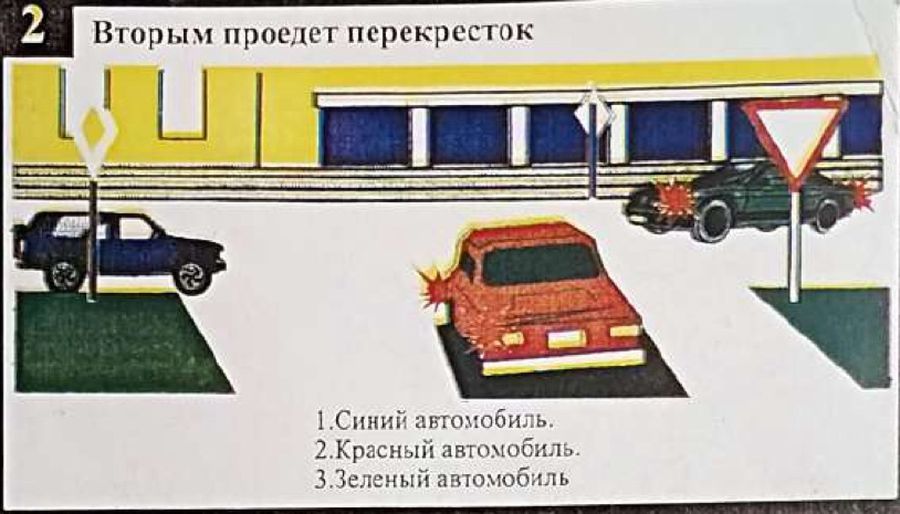 2
Вторым проедет перекресток
1.Синий автомобиль.
2.Красный автомобиль.
3.Зеленый автомобиль